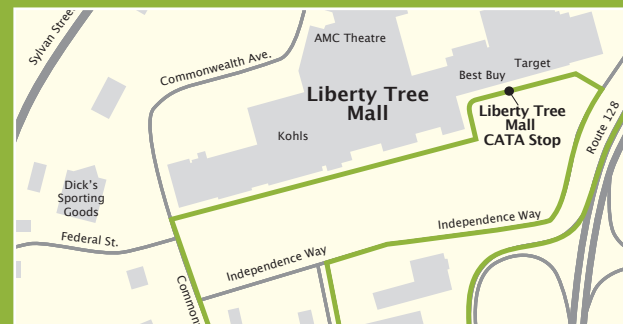 Sylvan Stree
AMC Theatre
Commonwealth Ave.
Target
Best Buy
Liberty Tree
Mall
Liberty Tree
Mall
CATA Stop
Route 128
Kohls
Dick's
Sporting
Goods
Independence Way
Federal St.
Independence Way
Common